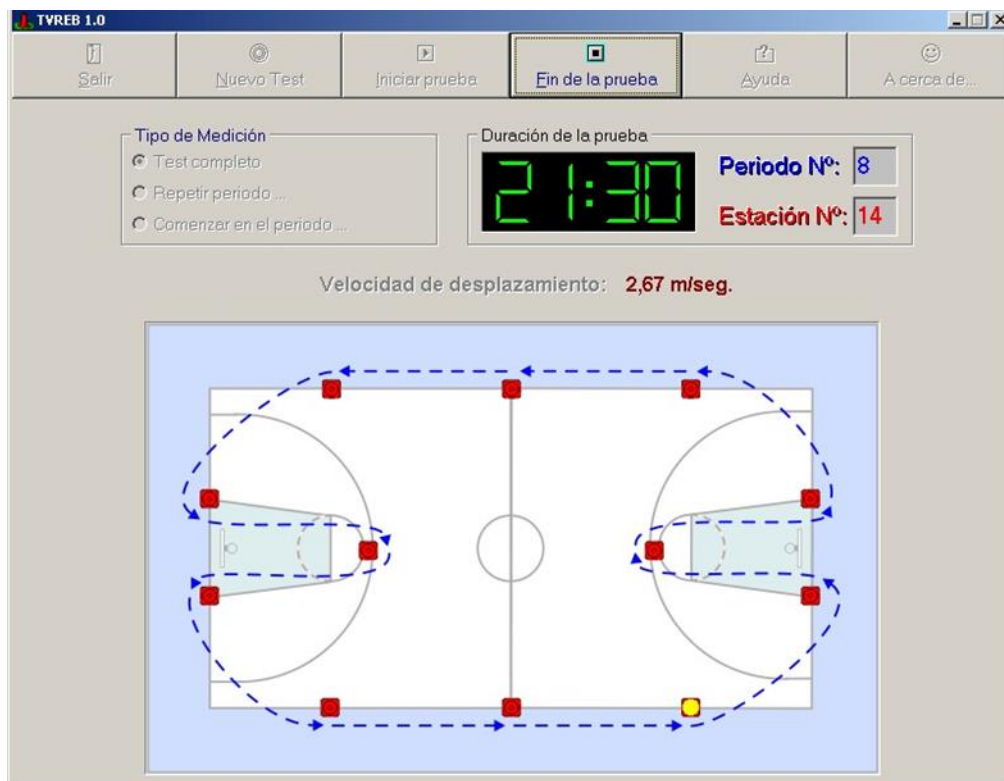 TVREB 1.0
Salir Nuevo Test Iniciar prueba Fin de la prueba Ayuda A cerca de...
Tipo de Medición
Test completo
Repetir periodo ...
Comenzar en el periodo ...
Duración de la prueba
21:30
Periodo Nº: 8
Estación Nº: 14
Velocidad de desplazamiento: 2,67 m/seg.